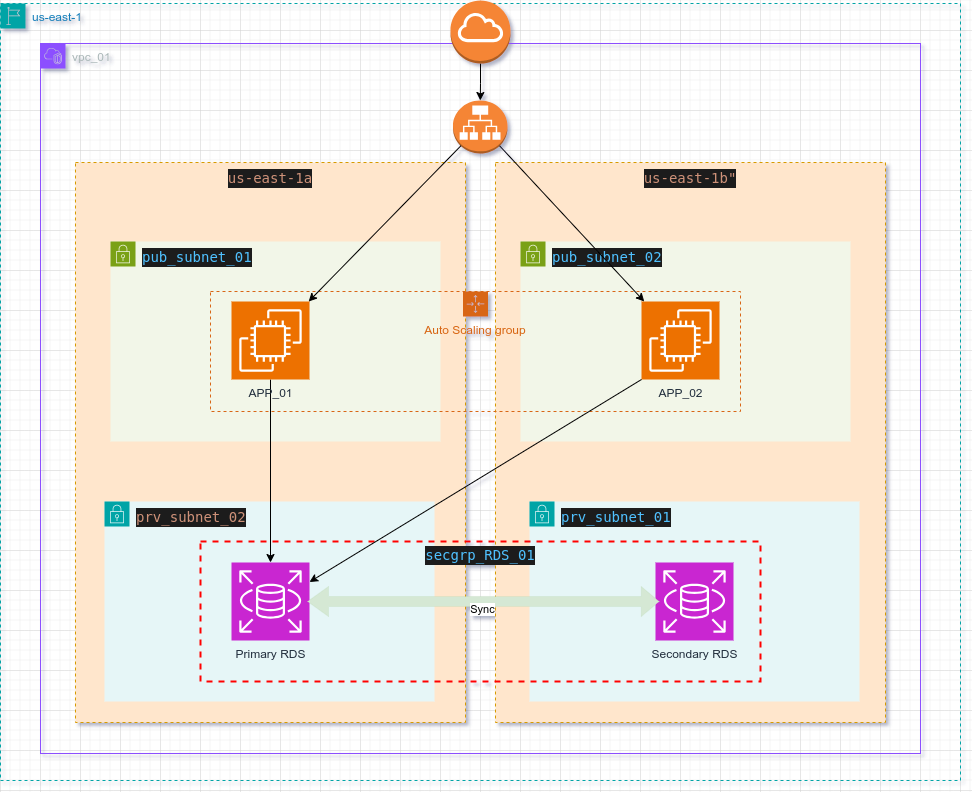 us-east-1
vpc_01
us-east-1a
us-east-1b"
pub_subnet_01
pub_subnet_02
Auto Scaling group
APP_01
APP_02
prv_subnet_02
prv_subnet_01
secgrp_RDS_01
Sync
Primary RDS
Secondary RDS